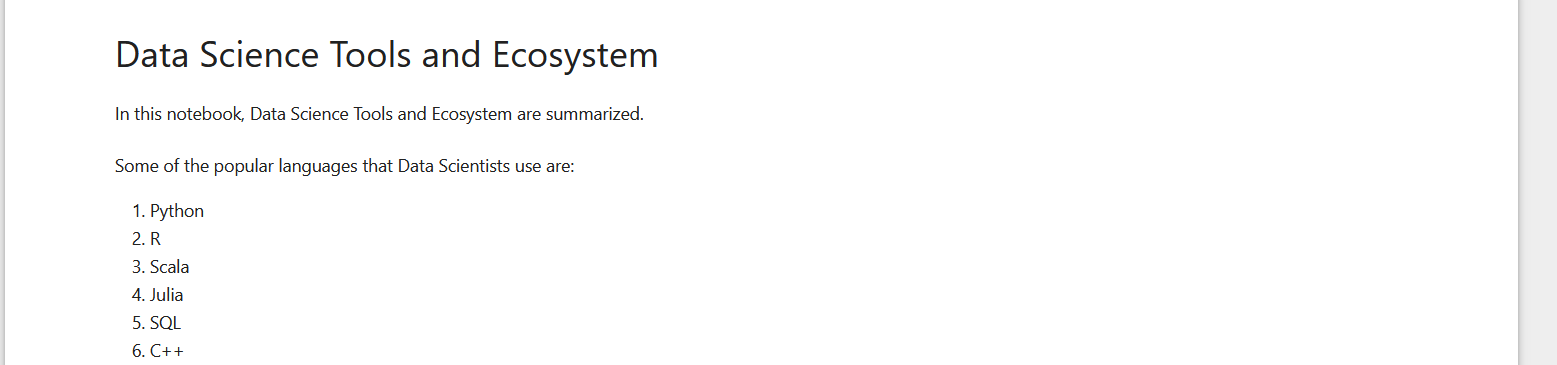 Data Science Tools and Ecosystem
In this notebook, Data Science Tools and Ecosystem are summarized.
Some of the popular languages that Data Scientists use are:
1. Python
2. R
3. Scala
4. Julia
5. SQL
6. C++